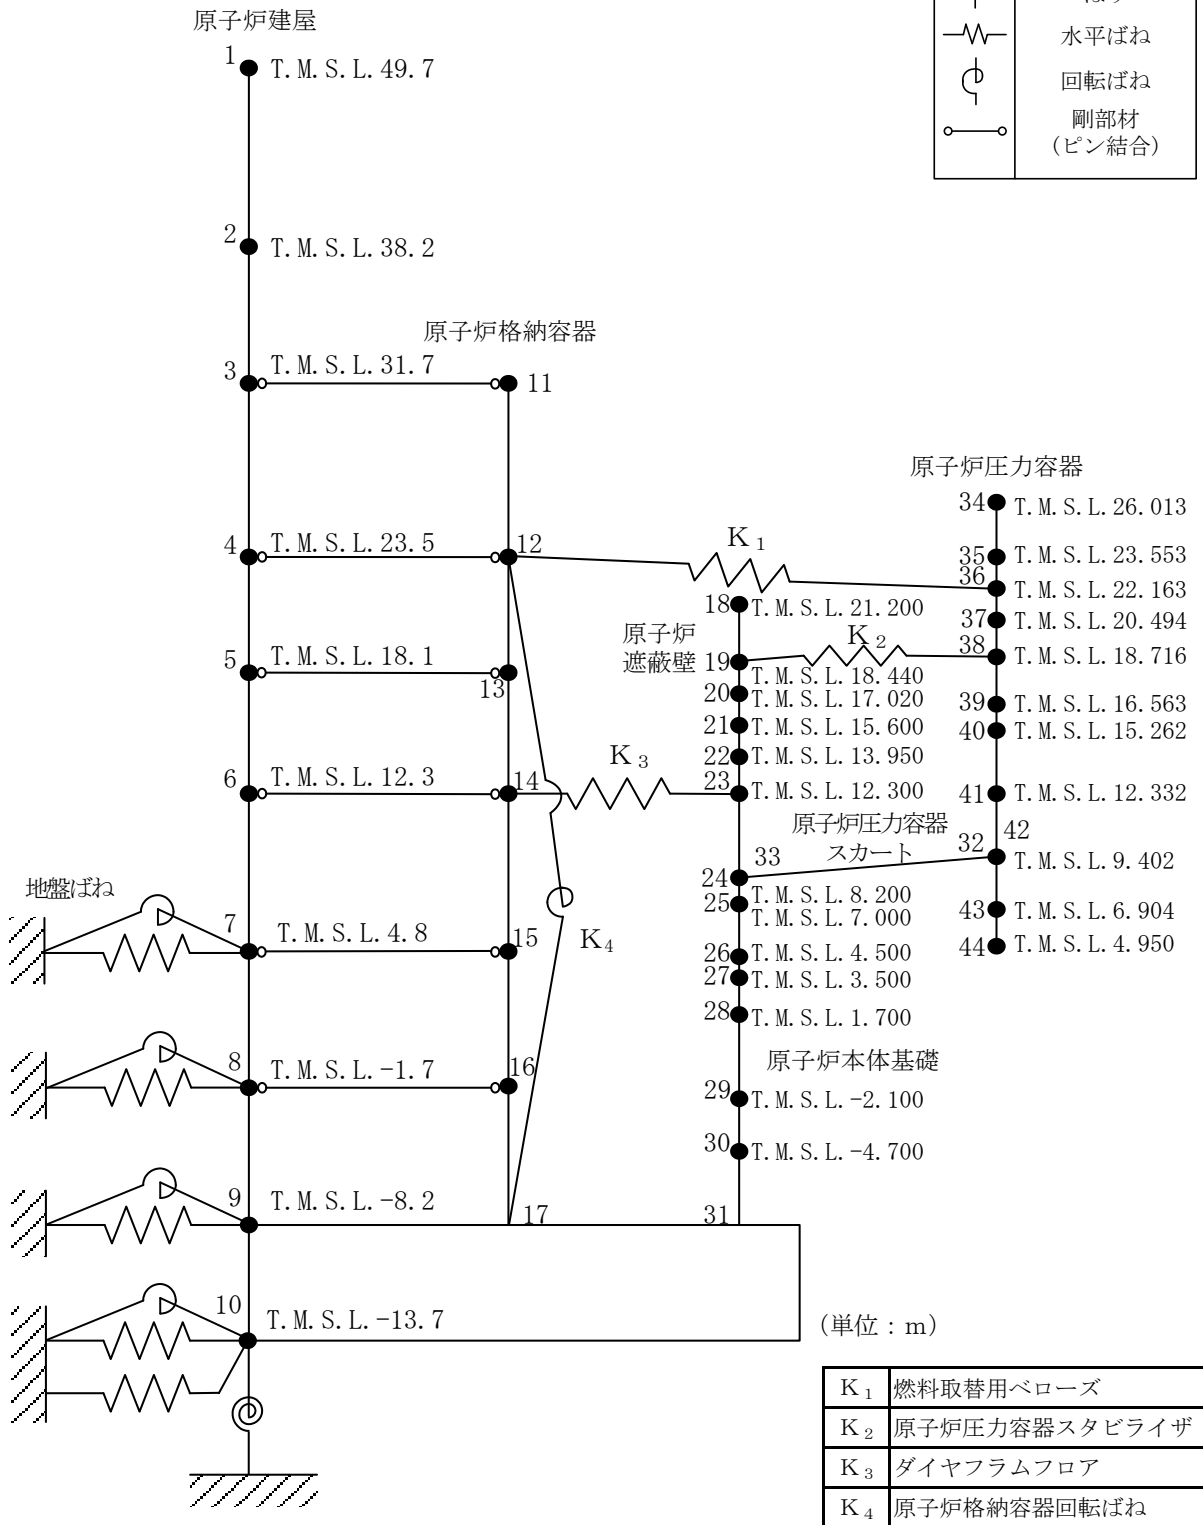 水平ばね
回転ばね
剛部材
（ピン結合）
原子炉建屋
1 T.M.S.L.49.7
2 T.M.S.L.38.2
原子炉格納容器
3 T.M.S.L.31.7 11
原子炉圧力容器
34 T.M.S.L.26.013
4 T.M.S.L.23.5 12 K1
35 T.M.S.L.23.553
36 T.M.S.L.22.163
18 T.M.S.L.21.200
37 T.M.S.L.20.494
原子炉
遮蔽壁
K2
38 T.M.S.L.18.716
5 T.M.S.L.18.1 13
19 T.M.S.L.18.440
20 T.M.S.L.17.020
39 T.M.S.L.16.563
21 T.M.S.L.15.600
40 T.M.S.L.15.262
22 T.M.S.L.13.950
6 T.M.S.L.12.3 14 K3
23 T.M.S.L.12.300
41 T.M.S.L.12.332
原子炉圧力容器
スカート
33 32 42
T.M.S.L.9.402
24 T.M.S.L.8.200
25 T.M.S.L.7.000
43 T.M.S.L.6.904
44 T.M.S.L.4.950
地盤ばね
7 T.M.S.L.4.8 15 K4
26 T.M.S.L.4.500
27 T.M.S.L.3.500
28 T.M.S.L.1.700
原子炉本体基礎
8 T.M.S.L.-1.7 16
29 T.M.S.L.-2.100
30 T.M.S.L.-4.700
9 T.M.S.L.-8.2 17 31
10 T.M.S.L.-13.7
（単位：m）
K1 燃料取替用ベローズ
K2 原子炉圧力容器スタビライザ
K3 ダイヤフラムフロア
K4 原子炉格納容器回転ばね